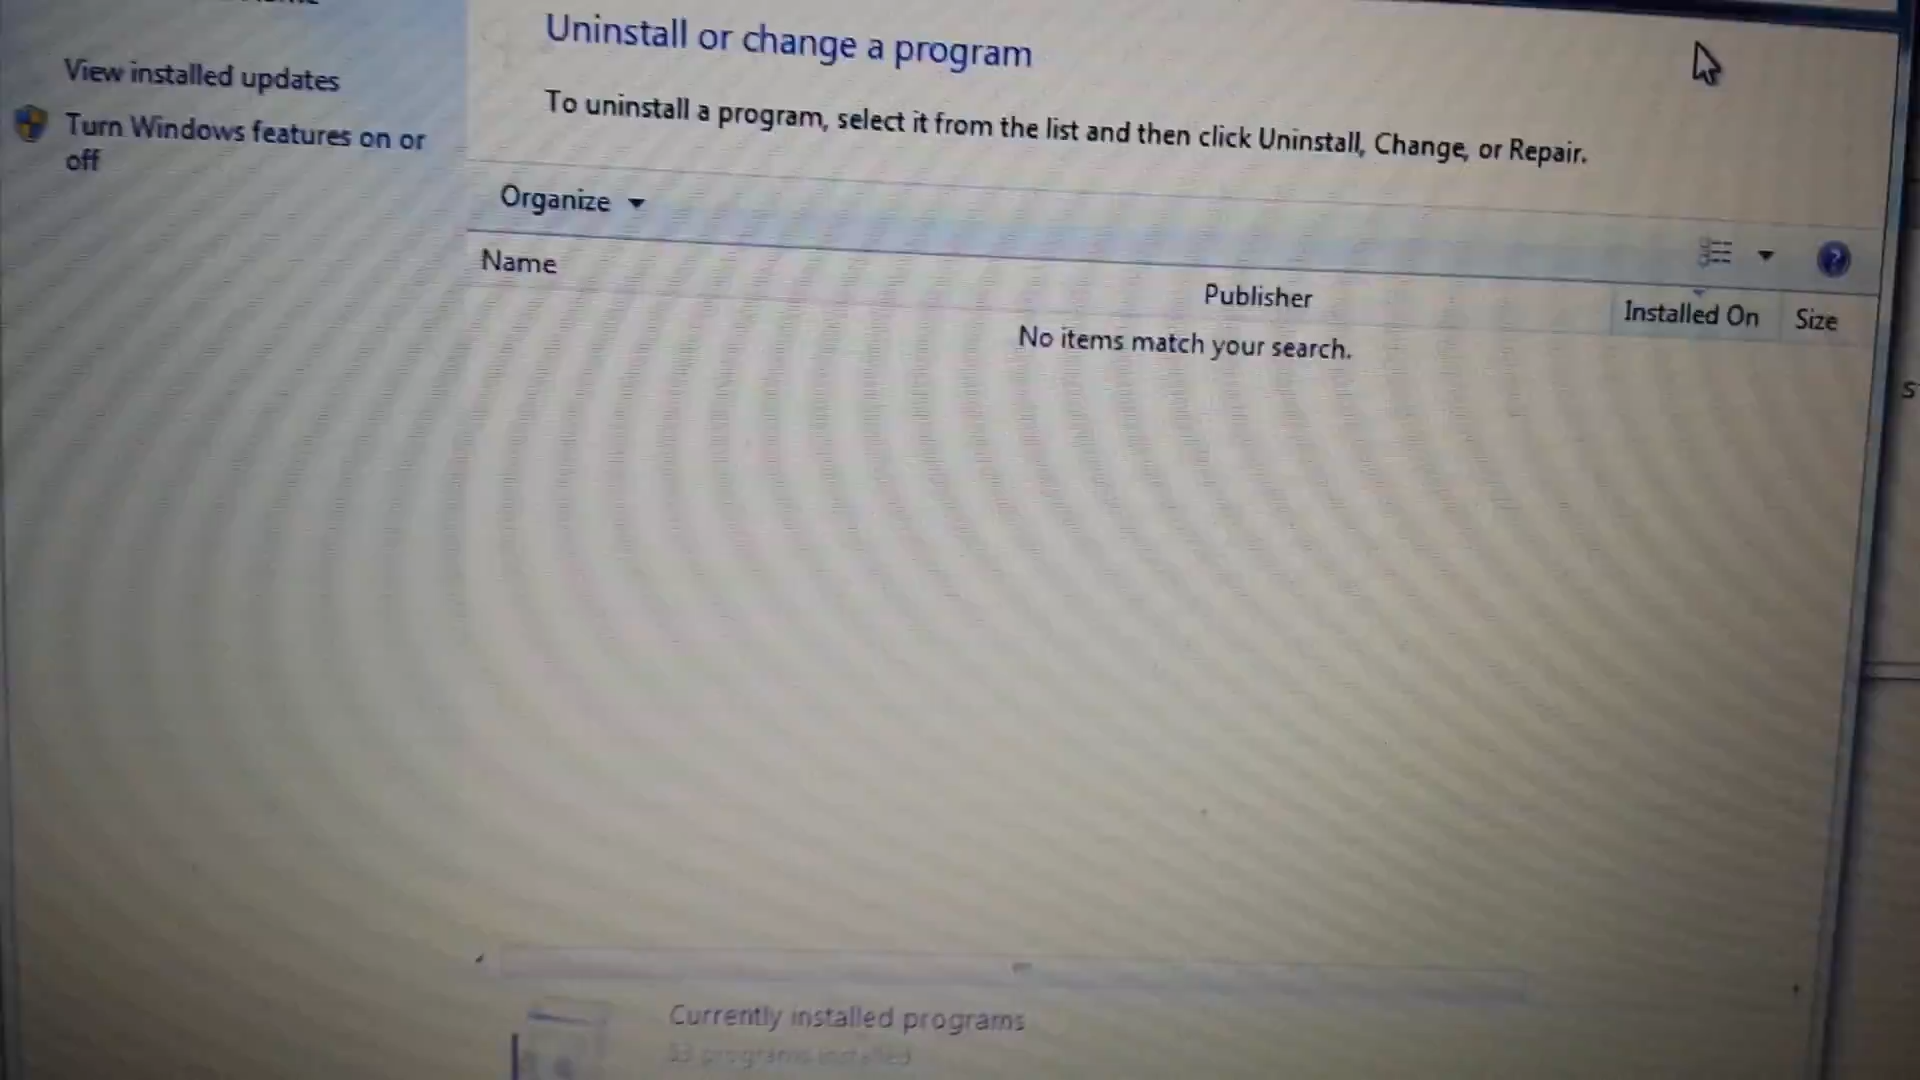 View installed updates
Turn Windows features on or
off
Uninstall or change a program
To uninstall a program, select it from the list and then click Uninstall, Change, or Repair.
Organize
Name
Publisher
Installed On
Size
No items match your search.
Currently installed programs
programs installed